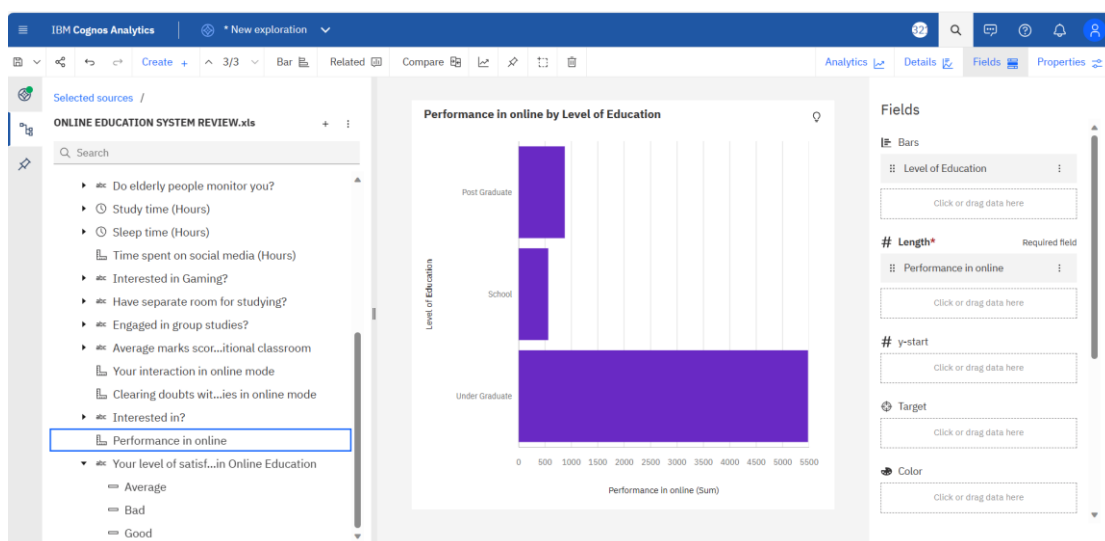 IBM Cognos Analytics
* New exploration
Create +
3/3
Bar
Related
Compare
Analytics
Details
Fields
Properties
Selected sources /
ONLINE EDUCATION SYSTEM REVIEW.xls
Search
abc Do elderly people monitor you?
Study time (Hours)
Sleep time (Hours)
Time spent on social media (Hours)
abc Interested in Gaming?
abc Have separate room for studying?
abc Engaged in group studies?
abc Average marks scor...itional classroom
Your interaction in online mode
Clearing doubts wit...ies in online mode
abc Interested in?
Performance in online
abc Your level of satisf...in Online Education
Average
Bad
Good
Performance in online by Level of Education
Level of Education
Post Graduate
School
Under Graduate
0 500 1000 1500 2000 2500 3000 3500 4000 4500 5000 5500
Performance in online (Sum)
Fields
Bars
Level of Education
Click or drag data here
# Length* Required field
Performance in online
Click or drag data here
# y-start
Click or drag data here
Target
Click or drag data here
Color
Click or drag data here